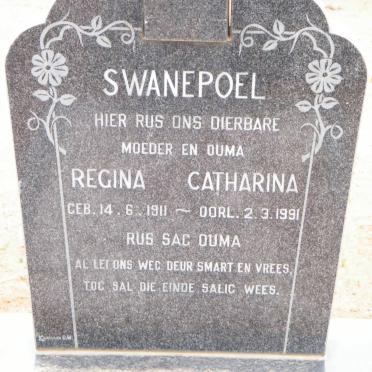 SWANEPOEL
HIER RUS ONS DIERBARE
MOEDER EN OUMA
REGINA CATHARINA
GEB. 14.6.1911 ~ OORL. 2.3.1991
RUS SAG OUMA
AL LEI ONS WEG DEUR SMART EN VREES,
TOG SAL DIE EINDE SALIG WEES.